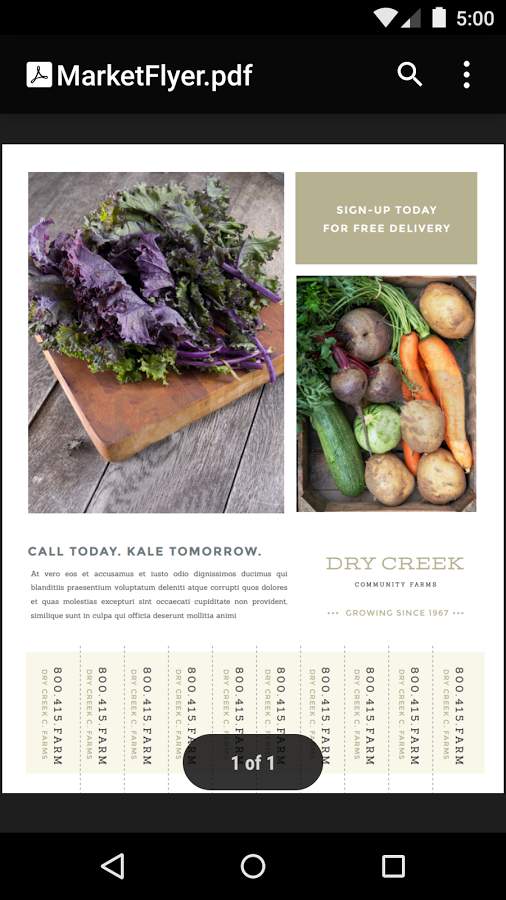 5:00
MarketFlyer.pdf
SIGN-UP TODAY
FOR FREE DELIVERY
CALL TODAY. KALE TOMORROW.
At vero eos et accusamus et iusto odio dignissimos ducimus qui
blanditiis praesentium voluptatum deleniti atque corrupti quos dolores
et quas molestias excepturi sint occaecati cupiditate non provident,
similique sunt in culpa qui officia deserunt mollitia animi
DRY CREEK
COMMUNITY FARMS
GROWING SINCE 1967
800.415.FARM
DRY CREEK C. FARMS
800.415.FARM
DRY CREEK C. FARMS
800.415.FARM
DRY CREEK C. FARMS
800.415.FARM
DRY CREEK C. FARMS
800.415.FARM
DRY CREEK C. FARMS
800.415.FARM
DRY CREEK C. FARMS
800.415.FARM
DRY CREEK C. FARMS
800.415.FARM
DRY CREEK C. FARMS
800.415.FARM
DRY CREEK C. FARMS
800.415.FARM
DRY CREEK C. FARMS
1 of 1